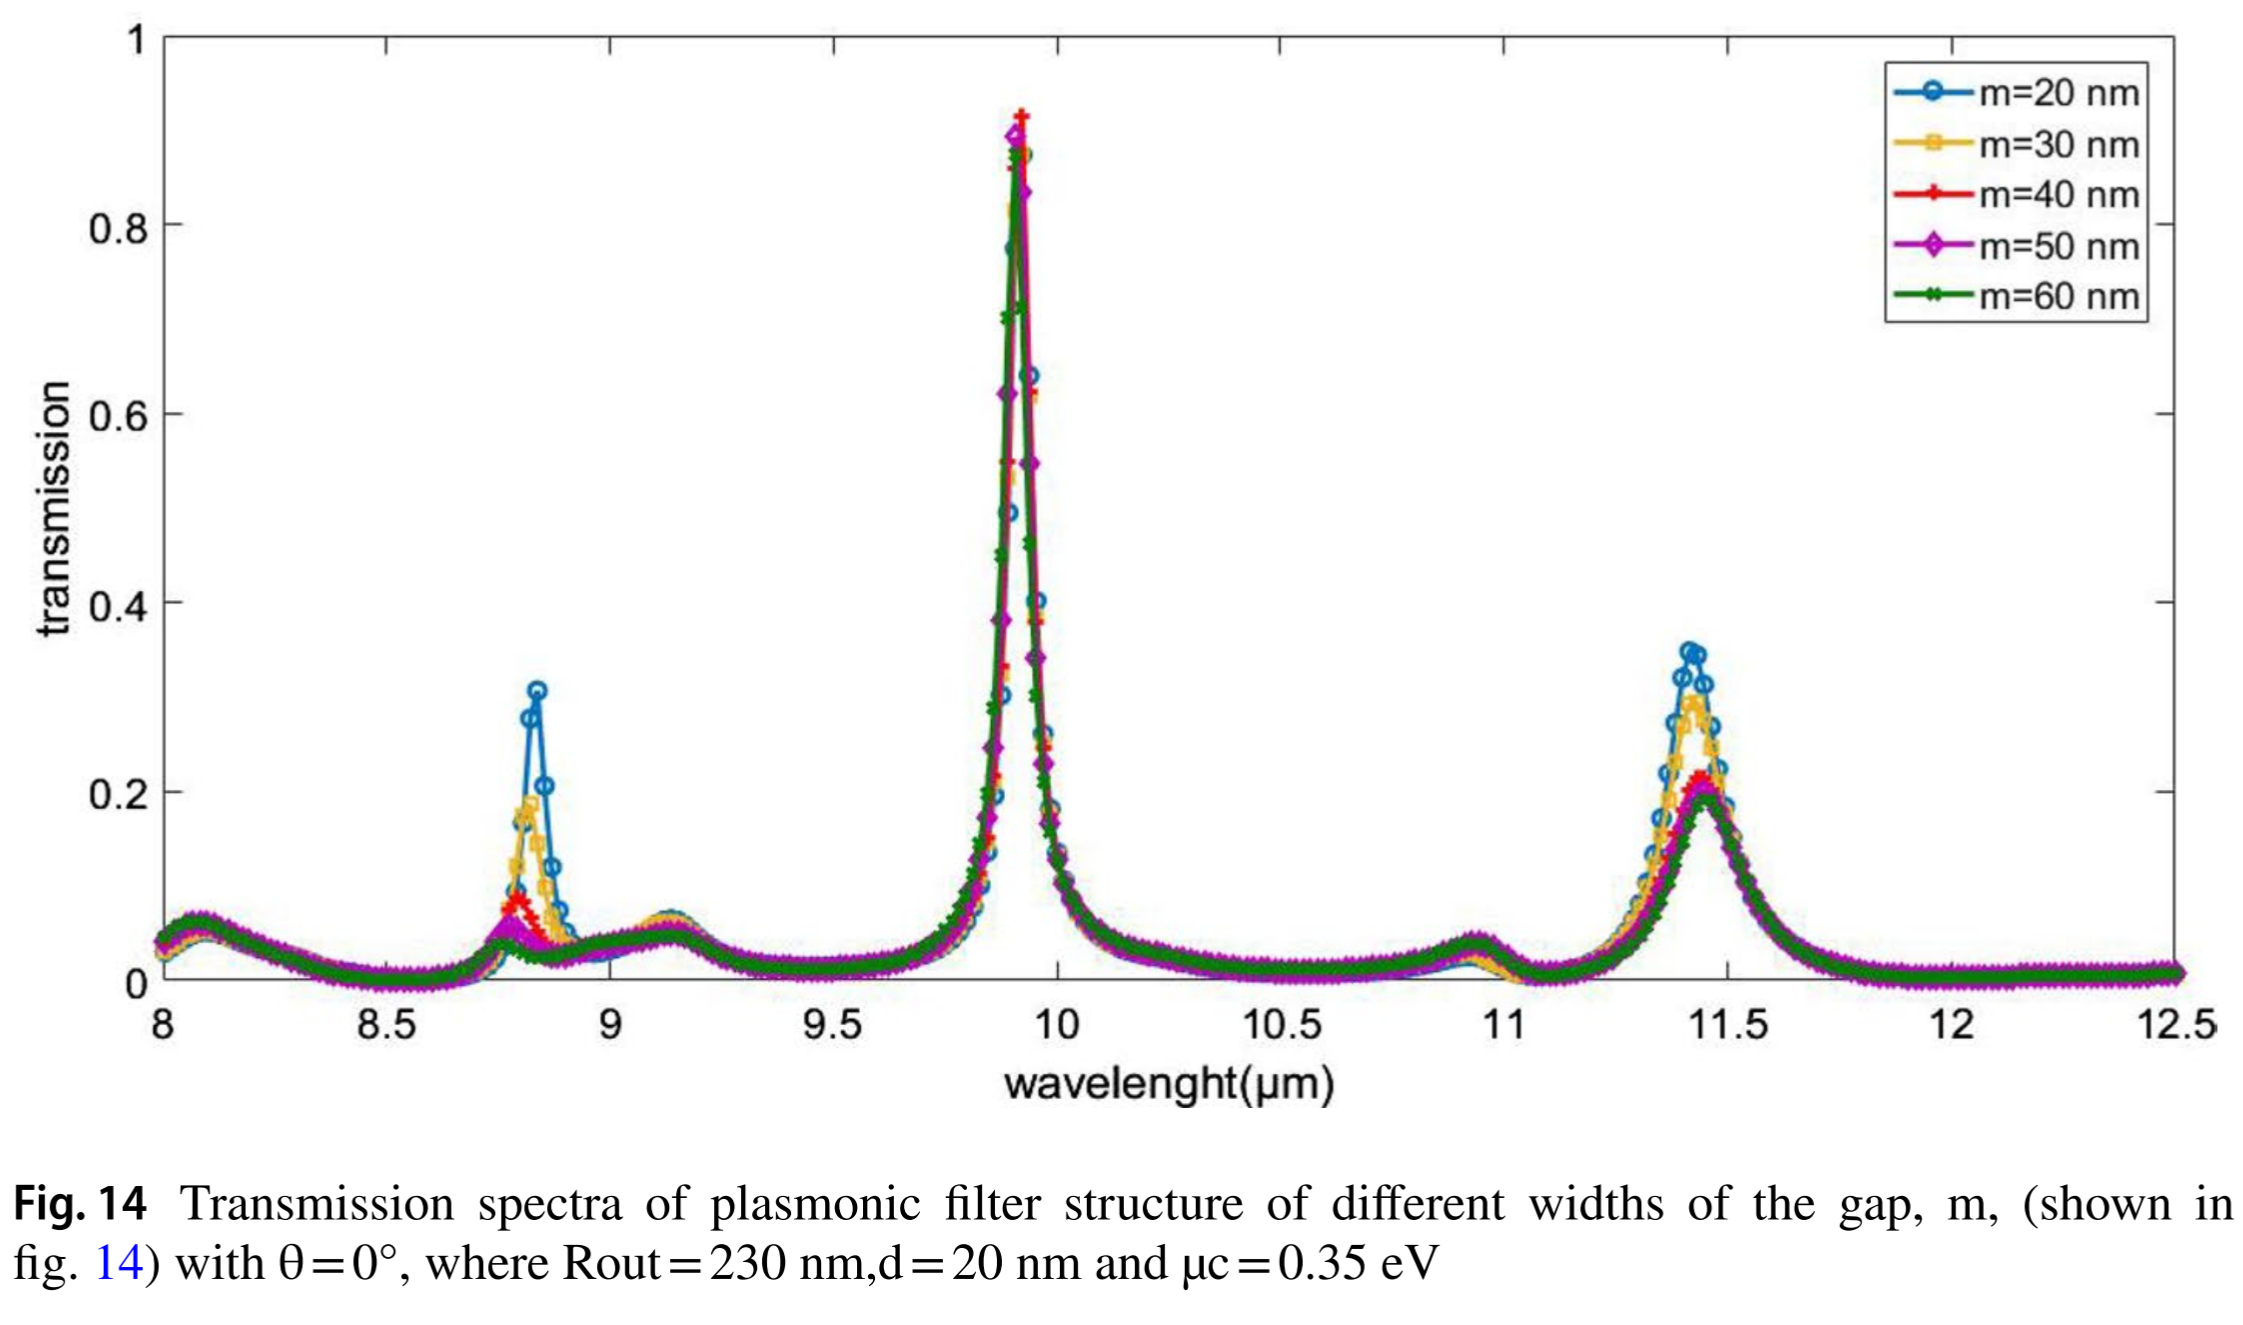 1
0.8
0.6
0.4
0.2
0
transmission
m=20 nm
m=30 nm
m=40 nm
m=50 nm
m=60 nm
8 8.5 9 9.5 10 10.5 11 11.5 12 12.5
wavelenght(μm)
Fig. 14 Transmission spectra of plasmonic filter structure of different widths of the gap, m, (shown in
fig. 14) with θ=0°, where Rout=230 nm,d=20 nm and μc=0.35 eV